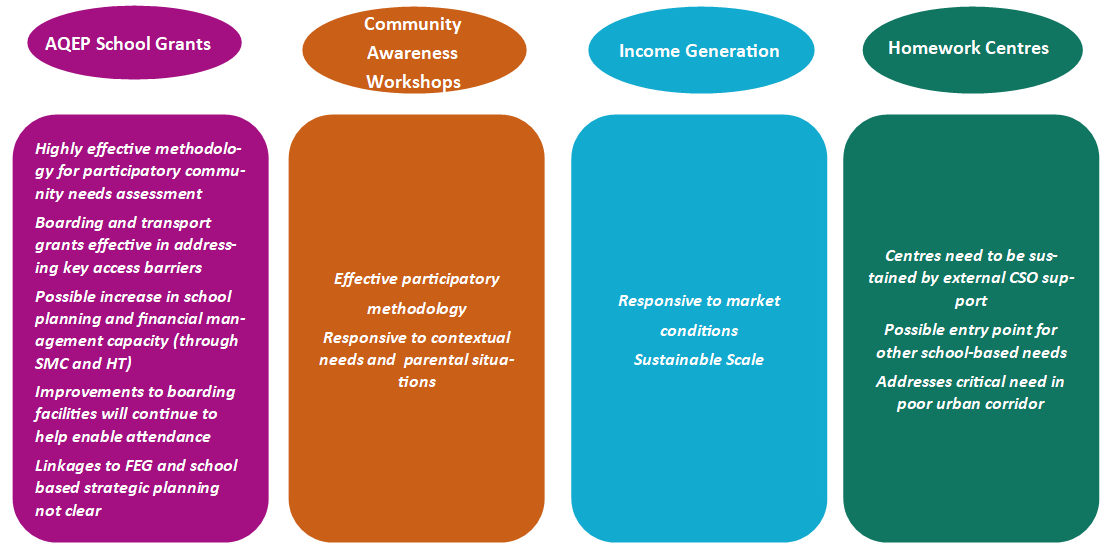 AQEP School Grants
Highly effective methodolo-
gy for participatory commu-
nity needs assessment
Boarding and transport
grants effective in address-
ing key access barriers
Possible increase in school
planning and financial man-
agement capacity (through
SMC and HT)
Improvements to boarding
facilities will continue to
help enable attendance
Linkages to FEG and school
based strategic planning
not clear
Community
Awareness
Workshops
Effective participatory
methodology
Responsive to contextual
needs and parental situa-
tions
Income Generation
Responsive to market
conditions
Sustainable Scale
Homework Centres
Centres need to be sus-
tained by external CSO sup-
port
Possible entry point for
other school-based needs
Addresses critical need in
poor urban corridor